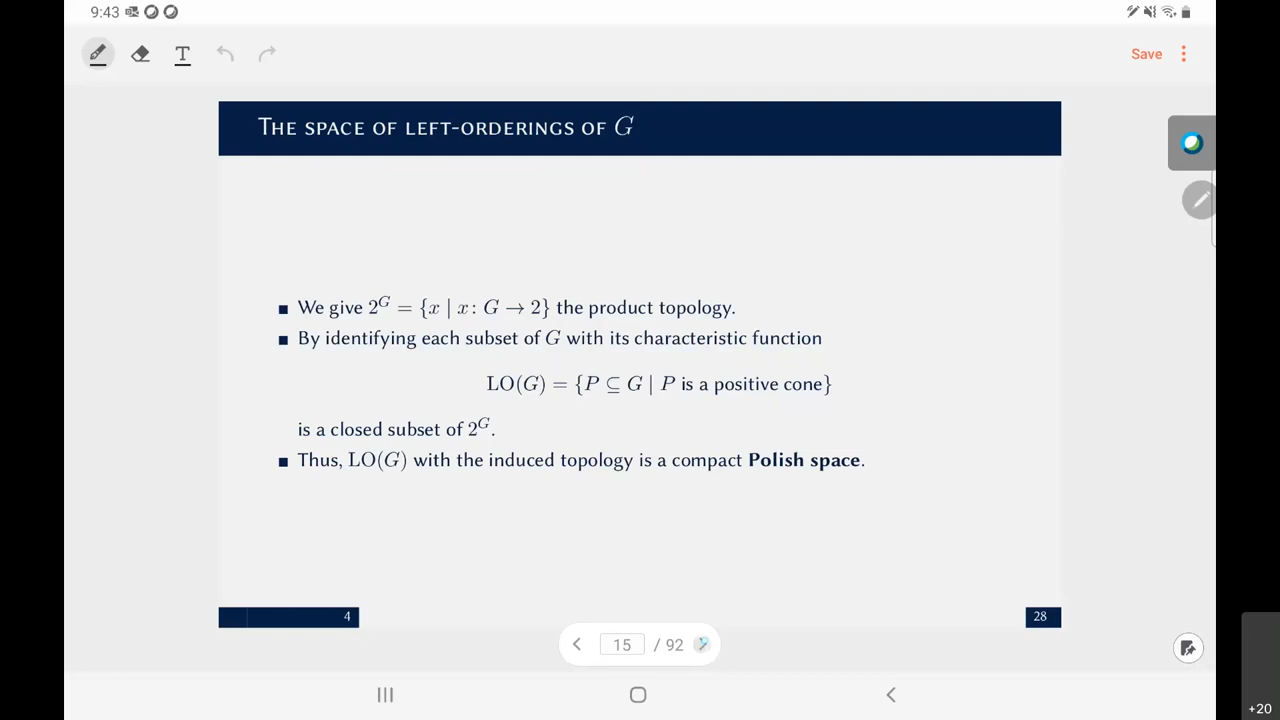 9:43
T
Save
The space of left-orderings of G
■ We give 2^G = {x | x : G → 2} the product topology.
■ By identifying each subset of G with its characteristic function
LO(G) = {P ⊆ G | P is a positive cone}
is a closed subset of 2^G.
■ Thus, LO(G) with the induced topology is a compact Polish space.
4
28
15 / 92
+20